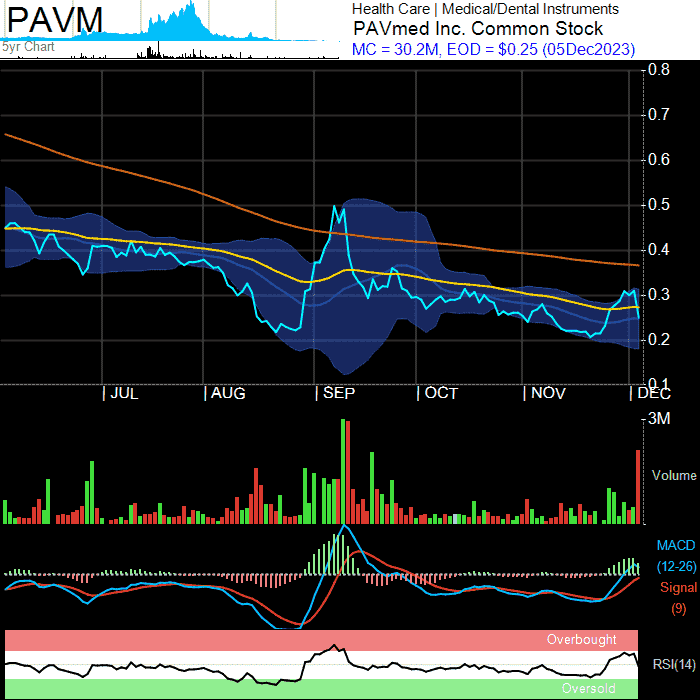 PAVM
5yr Chart
Health Care | Medical/Dental Instruments
PAVmed Inc. Common Stock
MC = 30.2M, EOD = $0.25 (05Dec2023)
0.8
0.7
0.6
0.5
0.4
0.3
0.2
0.1
| JUL | AUG | SEP | OCT | NOV | DEC
3M
Volume
MACD
(12-26)
Signal
(9)
Overbought
RSI(14)
Oversold